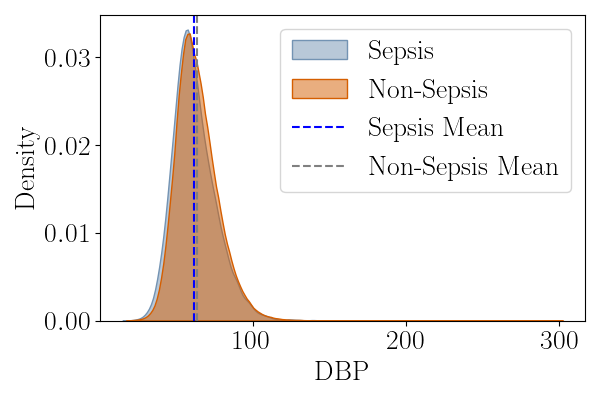 0.03
0.02
0.01
0.00
Density
Sepsis
Non-Sepsis
Sepsis Mean
Non-Sepsis Mean
100
200
300
DBP